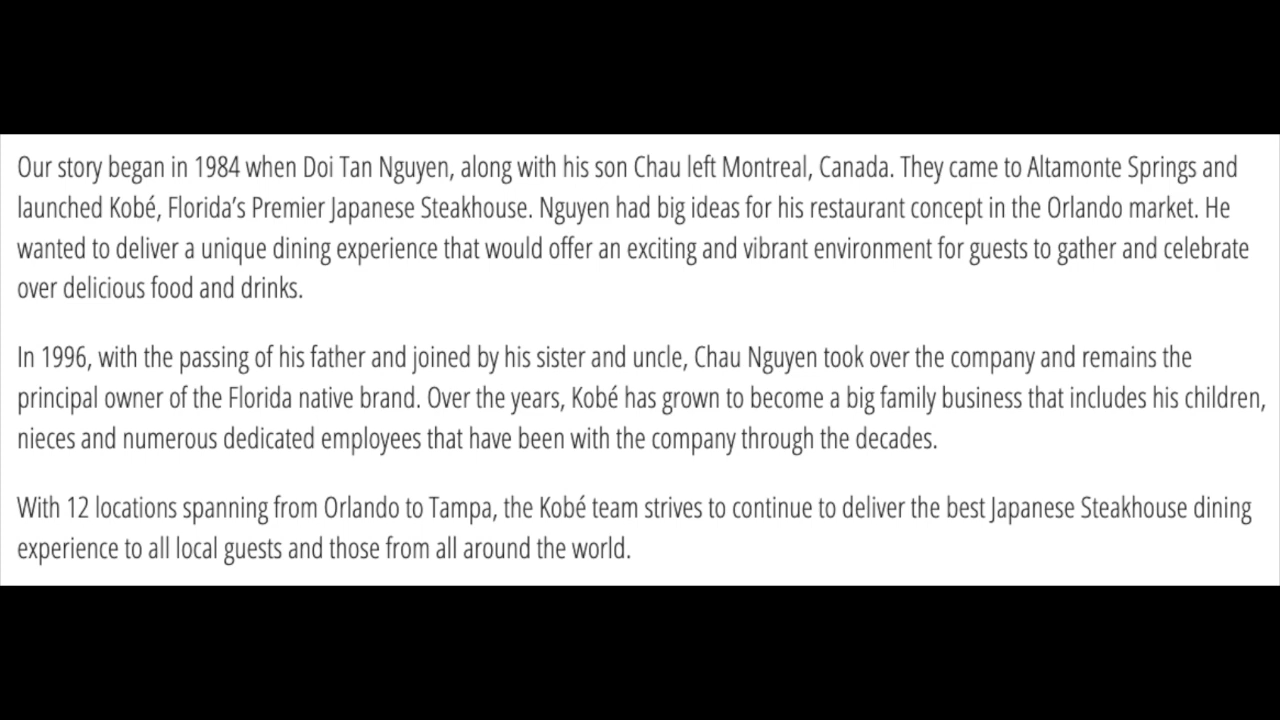 Our story began in 1984 when Doi Tan Nguyen, along with his son Chau left Montreal, Canada. They came to Altamonte Springs and
launched Kobé, Florida’s Premier Japanese Steakhouse. Nguyen had big ideas for his restaurant concept in the Orlando market. He
wanted to deliver a unique dining experience that would offer an exciting and vibrant environment for guests to gather and celebrate
over delicious food and drinks.
In 1996, with the passing of his father and joined by his sister and uncle, Chau Nguyen took over the company and remains the
principal owner of the Florida native brand. Over the years, Kobé has grown to become a big family business that includes his children,
nieces and numerous dedicated employees that have been with the company through the decades.
With 12 locations spanning from Orlando to Tampa, the Kobé team strives to continue to deliver the best Japanese Steakhouse dining
experience to all local guests and those from all around the world.